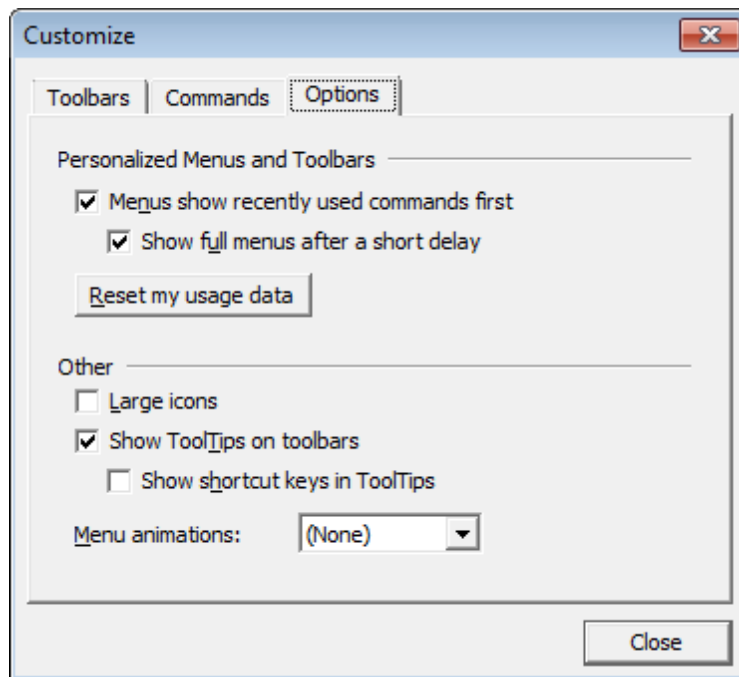 Customize
Toolbars Commands Options
Personalized Menus and Toolbars
Menus show recently used commands first
Show full menus after a short delay
Reset my usage data
Other
Large icons
Show ToolTips on toolbars
Show shortcut keys in ToolTips
Menu animations: (None)
Close